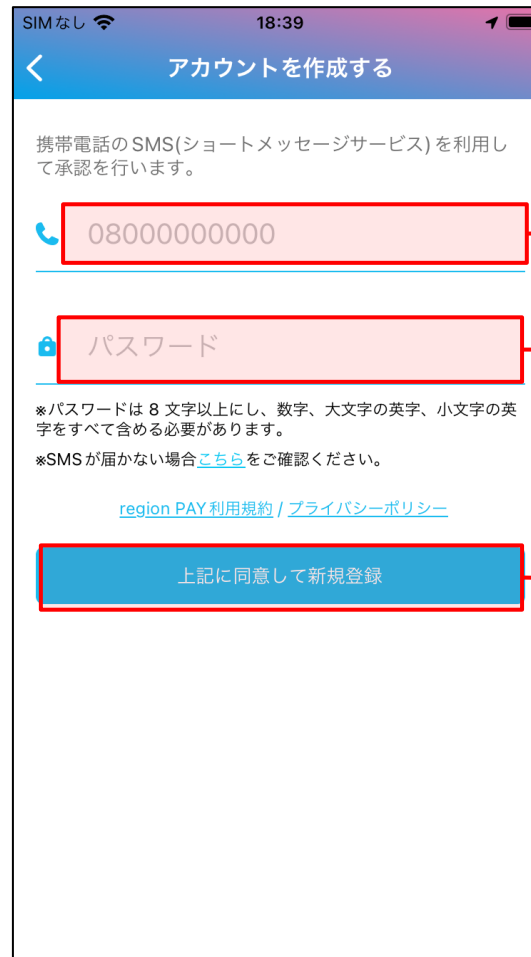 SIMなし 18:39
アカウントを作成する
携帯電話のSMS(ショートメッセージサービス)を利用し
て承認を行います。
08000000000
パスワード
※パスワードは 8 文字以上にし、数字、大文字の英字、小文字の英
字をすべて含める必要があります。
※SMSが届かない場合こちらをご確認ください。
region PAY利用規約 / プライバシーポリシー
上記に同意して新規登録